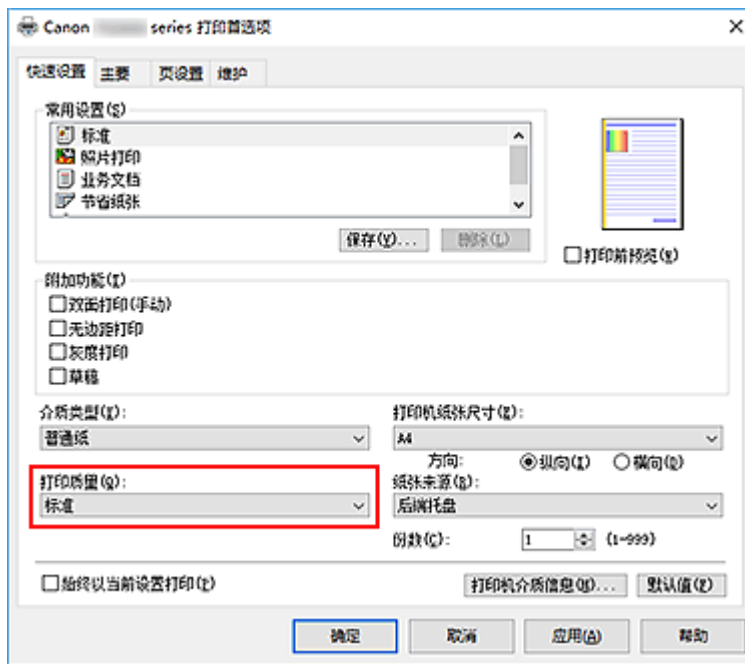 Canon series 打印首选项
快速设置 主要 页设置 维护
常用设置(S)
标准
照片打印
业务文档
节省纸张
保存(V)... 删除(L)
打印前预览(W)
附加功能(I)
双面打印(手动)
无边距打印
灰度打印
草稿
介质类型(Y): 打印机纸张尺寸(Z):
普通纸 A4
方向: 纵向(I) 横向(D)
打印质量(Q): 纸张来源(R):
标准 后端托盘
份数(C): 1 (1-999)
始终以当前设置打印(P)
打印机介质信息(M)... 默认值(F)
确定 取消 应用(A) 帮助